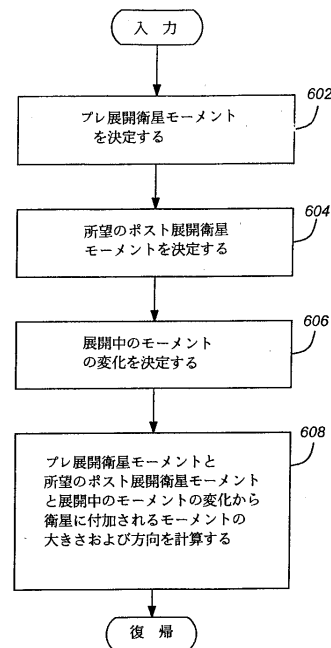 入 力
602
プレ展開衛星モーメント
を決定する
604
所望のポスト展開衛星
モーメントを決定する
606
展開中のモーメント
の変化を決定する
608
プレ展開衛星モーメントと
所望のポスト展開衛星モーメント
と展開中のモーメントの変化から
衛星に付加されるモーメントの
大きさおよび方向を計算する
復 帰